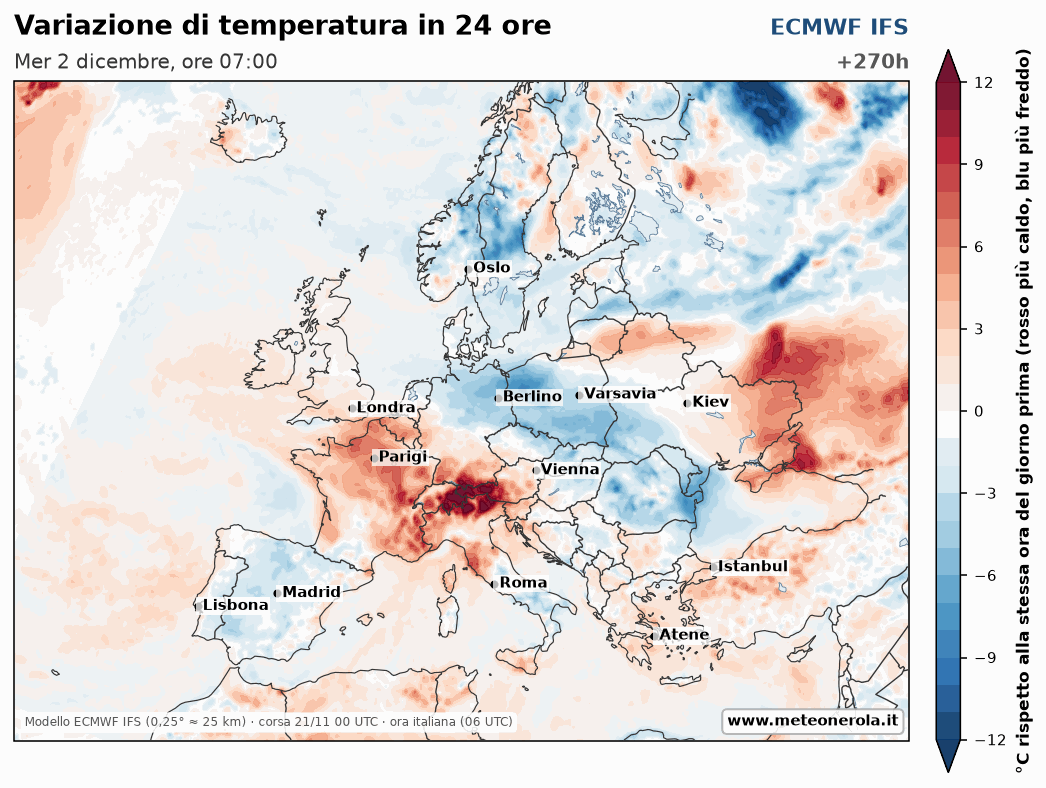 Variazione di temperatura in 24 ore
ECMWF IFS
Mer 2 dicembre, ore 07:00
+270h
Oslo
Londra
Berlino
Varsavia
Kiev
Parigi
Vienna
Istanbul
Roma
Madrid
Lisbona
Atene
Modello ECMWF IFS (0,25° ≈ 25 km) · corsa 21/11 00 UTC · ora italiana (06 UTC)
www.meteonerola.it
12
9
6
3
0
−3
−6
−9
−12
°C rispetto alla stessa ora del giorno prima (rosso più caldo, blu più freddo)